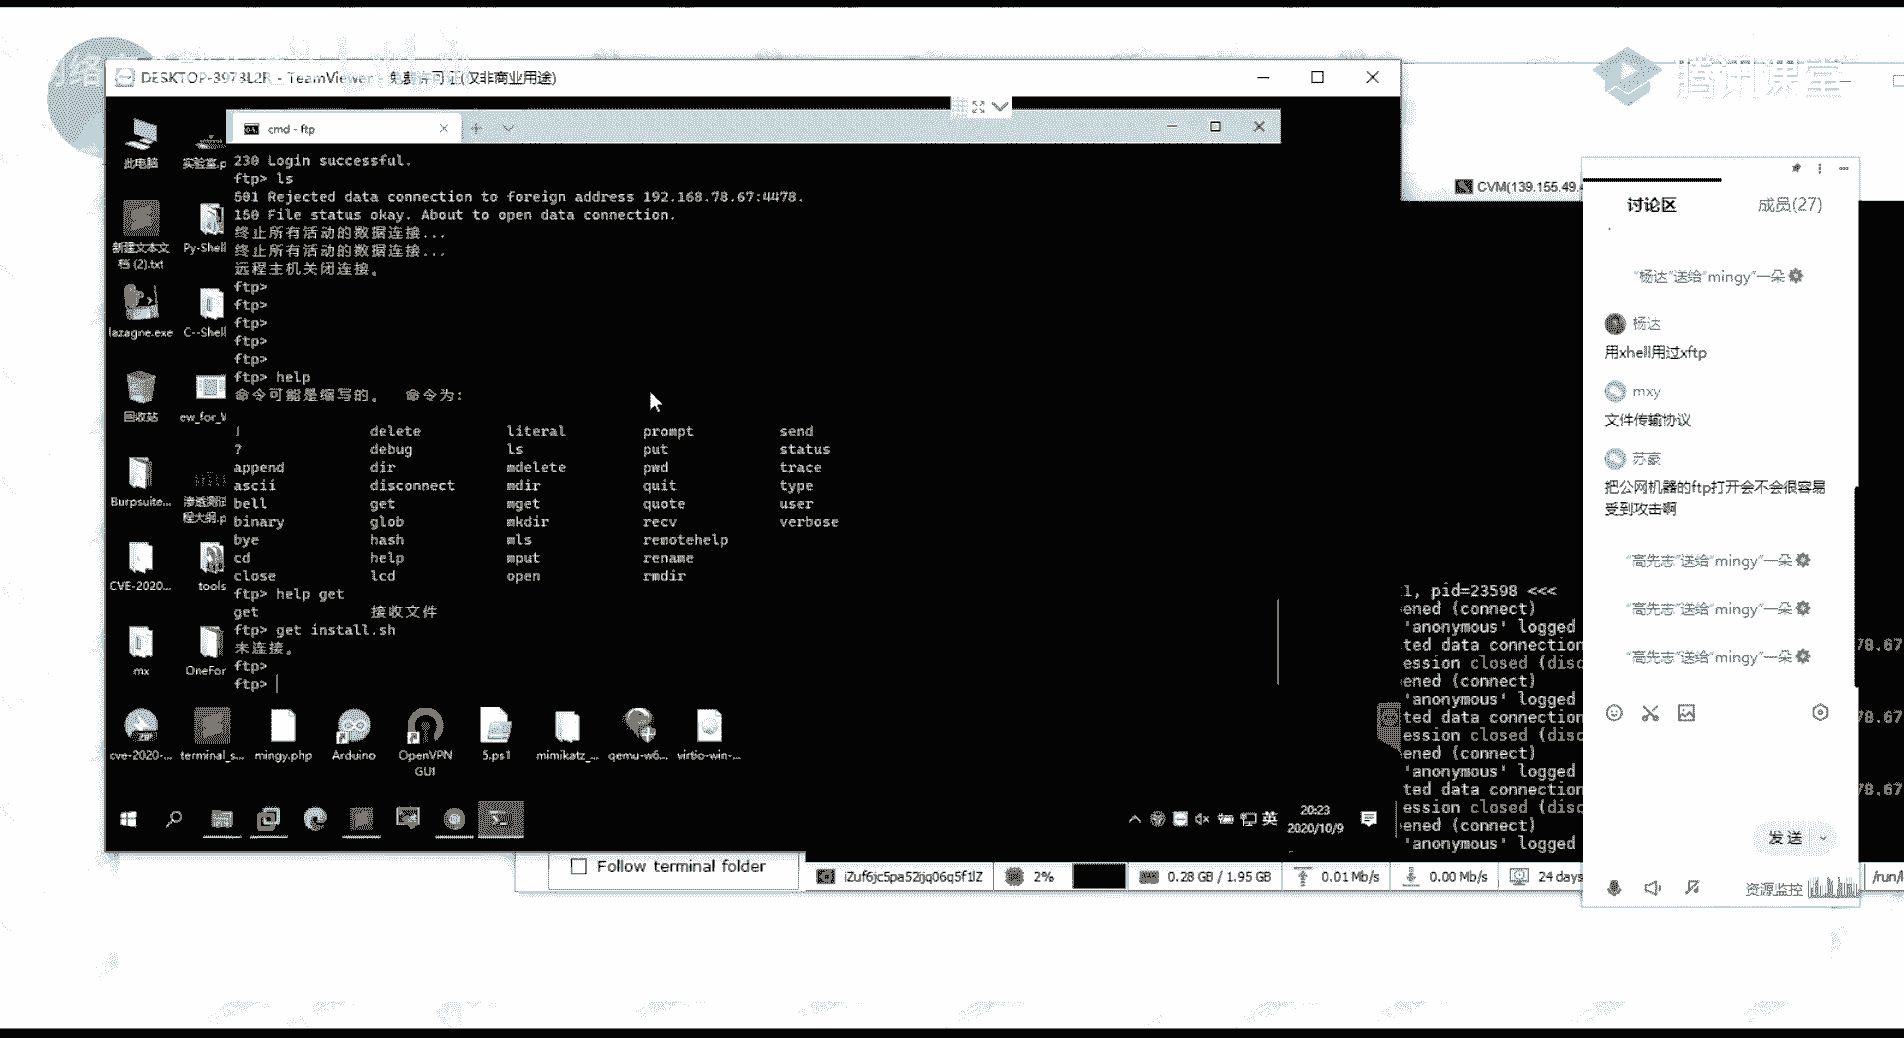 DESKTOP-3973L2R - TeamViewer - 免费许可证(仅非商业用途)
腾讯课堂
cmd - ftp
230 Login successful.
ftp> ls
501 Rejected data connection to foreign address 192.168.78.67:4478.
150 File status okay. About to open data connection.
终止所有活动的数据连接...
终止所有活动的数据连接...
远程主机关闭连接。
ftp>
ftp>
ftp>
ftp>
ftp>
ftp> help
命令可能是缩写的。 命令为:
! delete literal prompt send
? debug ls put status
append dir mdelete pwd trace
ascii disconnect mdir quit type
bell get mget quote user
binary glob mkdir recv verbose
bye hash mls remotehelp
cd help mput rename
close lcd open rmdir
ftp> help get
get 接收文件
ftp> get install.sh
未连接。
ftp>
ftp>
此电脑
实验室.p
新建文本文
档 (2).txt
Py-Shell
lazagne.exe
C--Shell
回收站
ew_for_W
Burpsuite...
渗透测试
程大纲.p
CVE-2020...
tools
mx
OneFor
cve-2020-...
terminal_s...
mingy.php
Arduino
OpenVPN
GUI
5.ps1
mimikatz_...
qemu-w6...
virtio-win-...
英
20:23
2020/10/9
CVM(139.155.49.4
1, pid=23598 <<<
ened (connect)
'anonymous' logged
ted data connection
78.67
ession closed (disc
ened (connect)
'anonymous' logged
ted data connection
78.67
ession closed (disc
ened (connect)
'anonymous' logged
ted data connection
78.67
ession closed (disc
ened (connect)
'anonymous' logged
讨论区
成员(27)
"杨达"送给"mingy"一朵
杨达
用xhell用过xftp
mxy
文件传输协议
苏豪
把公网机器的ftp打开会不会很容易
受到攻击啊
"高先志"送给"mingy"一朵
"高先志"送给"mingy"一朵
"高先志"送给"mingy"一朵
发送
资源监控
Follow terminal folder
iZuf6jc5pa52ijq06q5f1lZ
2%
0.28 GB / 1.95 GB
0.01 Mb/s
0.00 Mb/s
24 days
/run/l